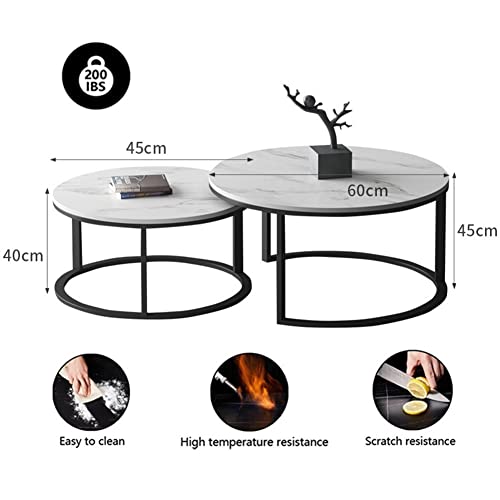 200
IBS
45cm
60cm
40cm
45cm
Easy to clean
High temperature resistance
Scratch resistance